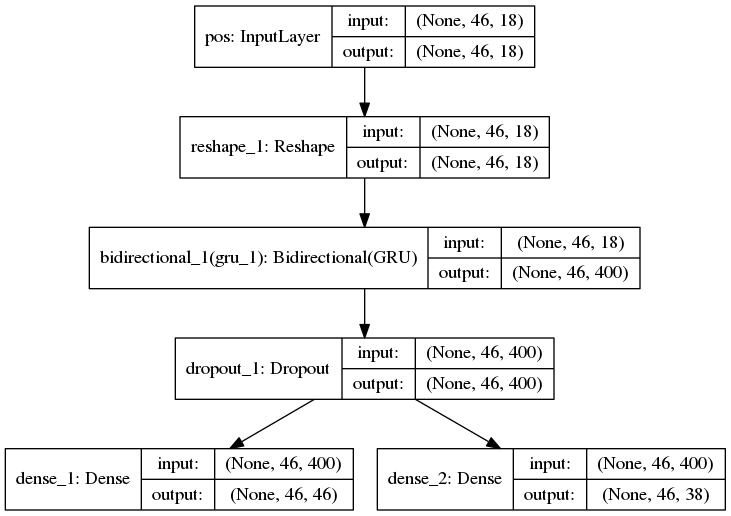 pos: InputLayer
input: (None, 46, 18)
output: (None, 46, 18)
reshape_1: Reshape
input: (None, 46, 18)
output: (None, 46, 18)
bidirectional_1(gru_1): Bidirectional(GRU)
input: (None, 46, 18)
output: (None, 46, 400)
dropout_1: Dropout
input: (None, 46, 400)
output: (None, 46, 400)
dense_1: Dense
input: (None, 46, 400)
output: (None, 46, 46)
dense_2: Dense
input: (None, 46, 400)
output: (None, 46, 38)